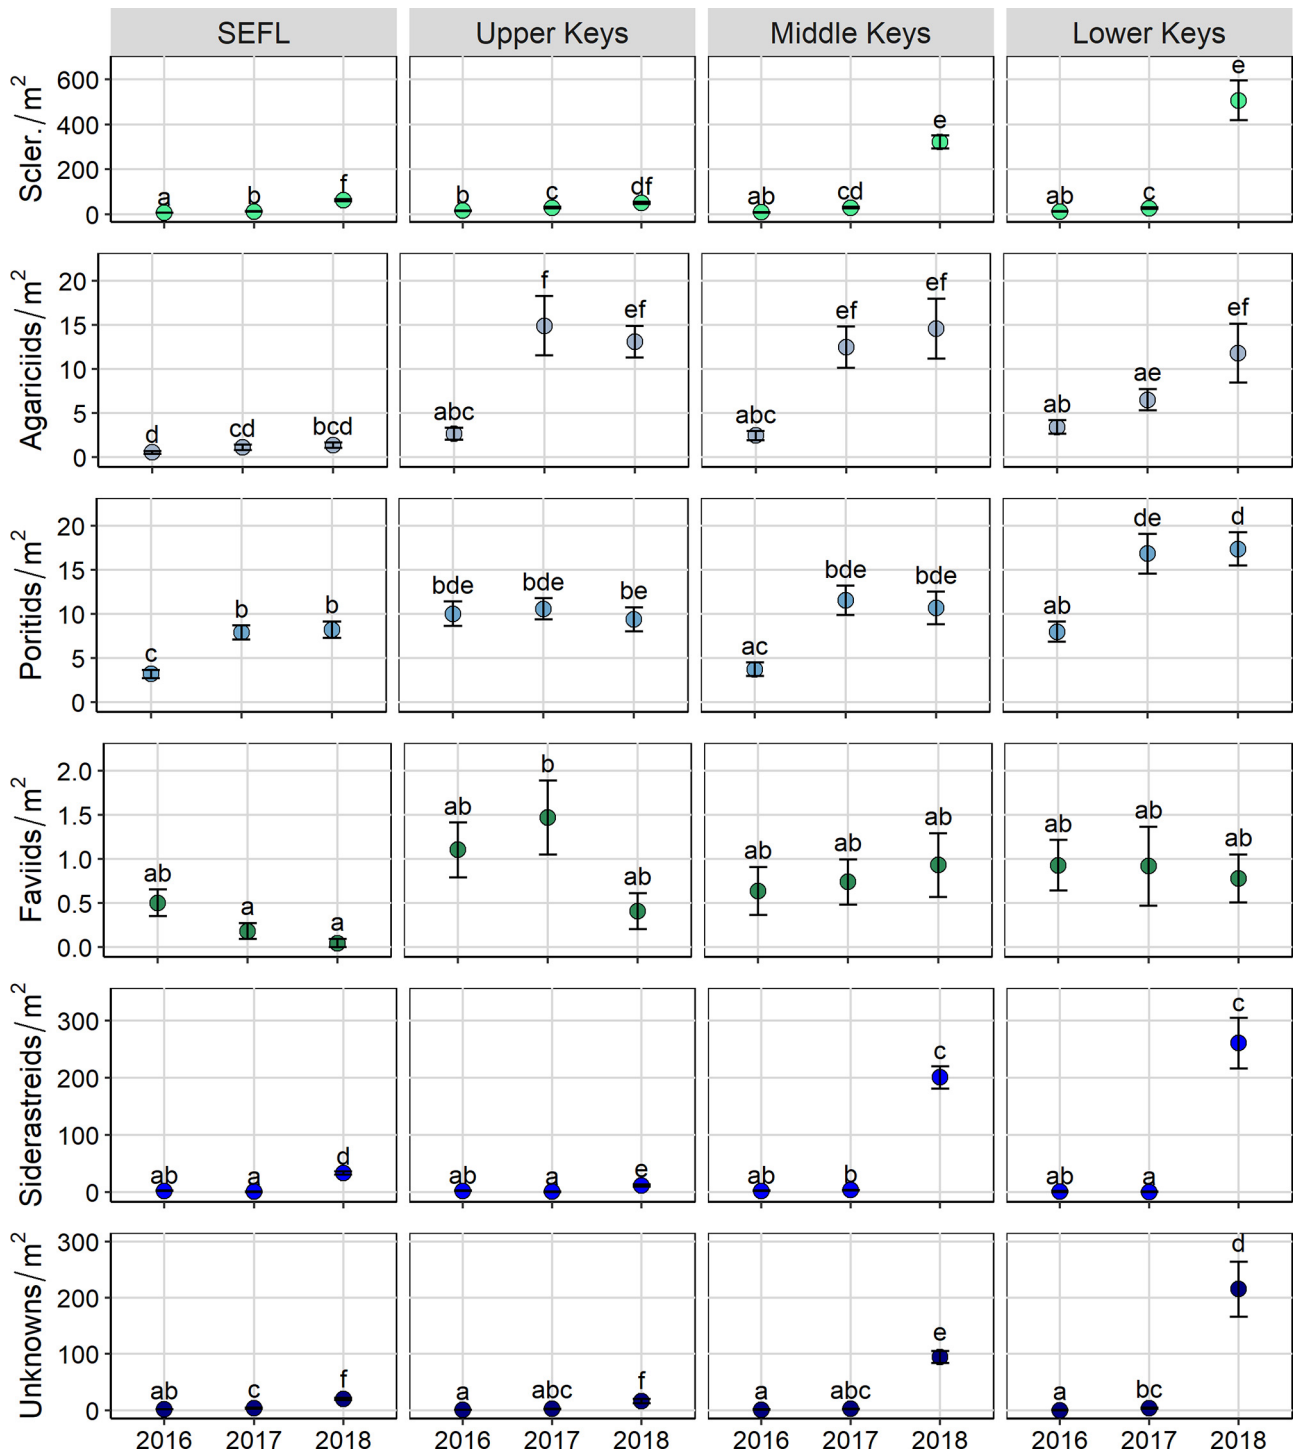 SEFL Upper Keys Middle Keys Lower Keys
Scler./m²
600
400
200
0
a b f
b c df
ab cd e
ab c e
Agariciids/m²
20
15
10
5
0
d cd bcd
abc f ef
abc ef ef
ab ae ef
Poritids/m²
20
15
10
5
0
c b b
bde bde be
ac bde bde
ab de d
Faviids/m²
2.0
1.5
1.0
0.5
0.0
ab a a
ab b ab
ab ab ab
ab ab ab
Siderastreids/m²
300
200
100
0
ab a d
ab a e
ab b c
ab a c
Unknowns/m²
300
200
100
0
ab c f
a abc f
a abc e
a bc d
2016 2017 2018 2016 2017 2018 2016 2017 2018 2016 2017 2018